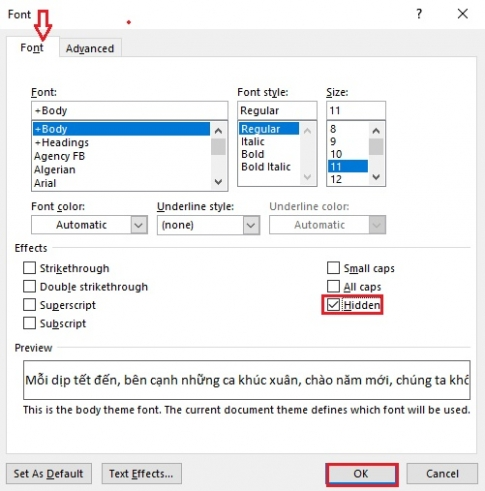 Font
? ×
Font Advanced
Font: Font style: Size:
+Body Regular 11
+Body Regular 8
+Headings Italic 9
Agency FB Bold 10
Algerian Bold Italic 11
Arial 12
Font color: Underline style: Underline color:
Automatic (none) Automatic
Effects
Strikethrough Small caps
Double strikethrough All caps
Superscript Hidden
Subscript
Preview
Mỗi dịp tết đến, bên cạnh những ca khúc xuân, chào năm mới, chúng ta
This is the body theme font. The current document theme defines which font will be used.
Set As Default Text Effects... OK Cancel